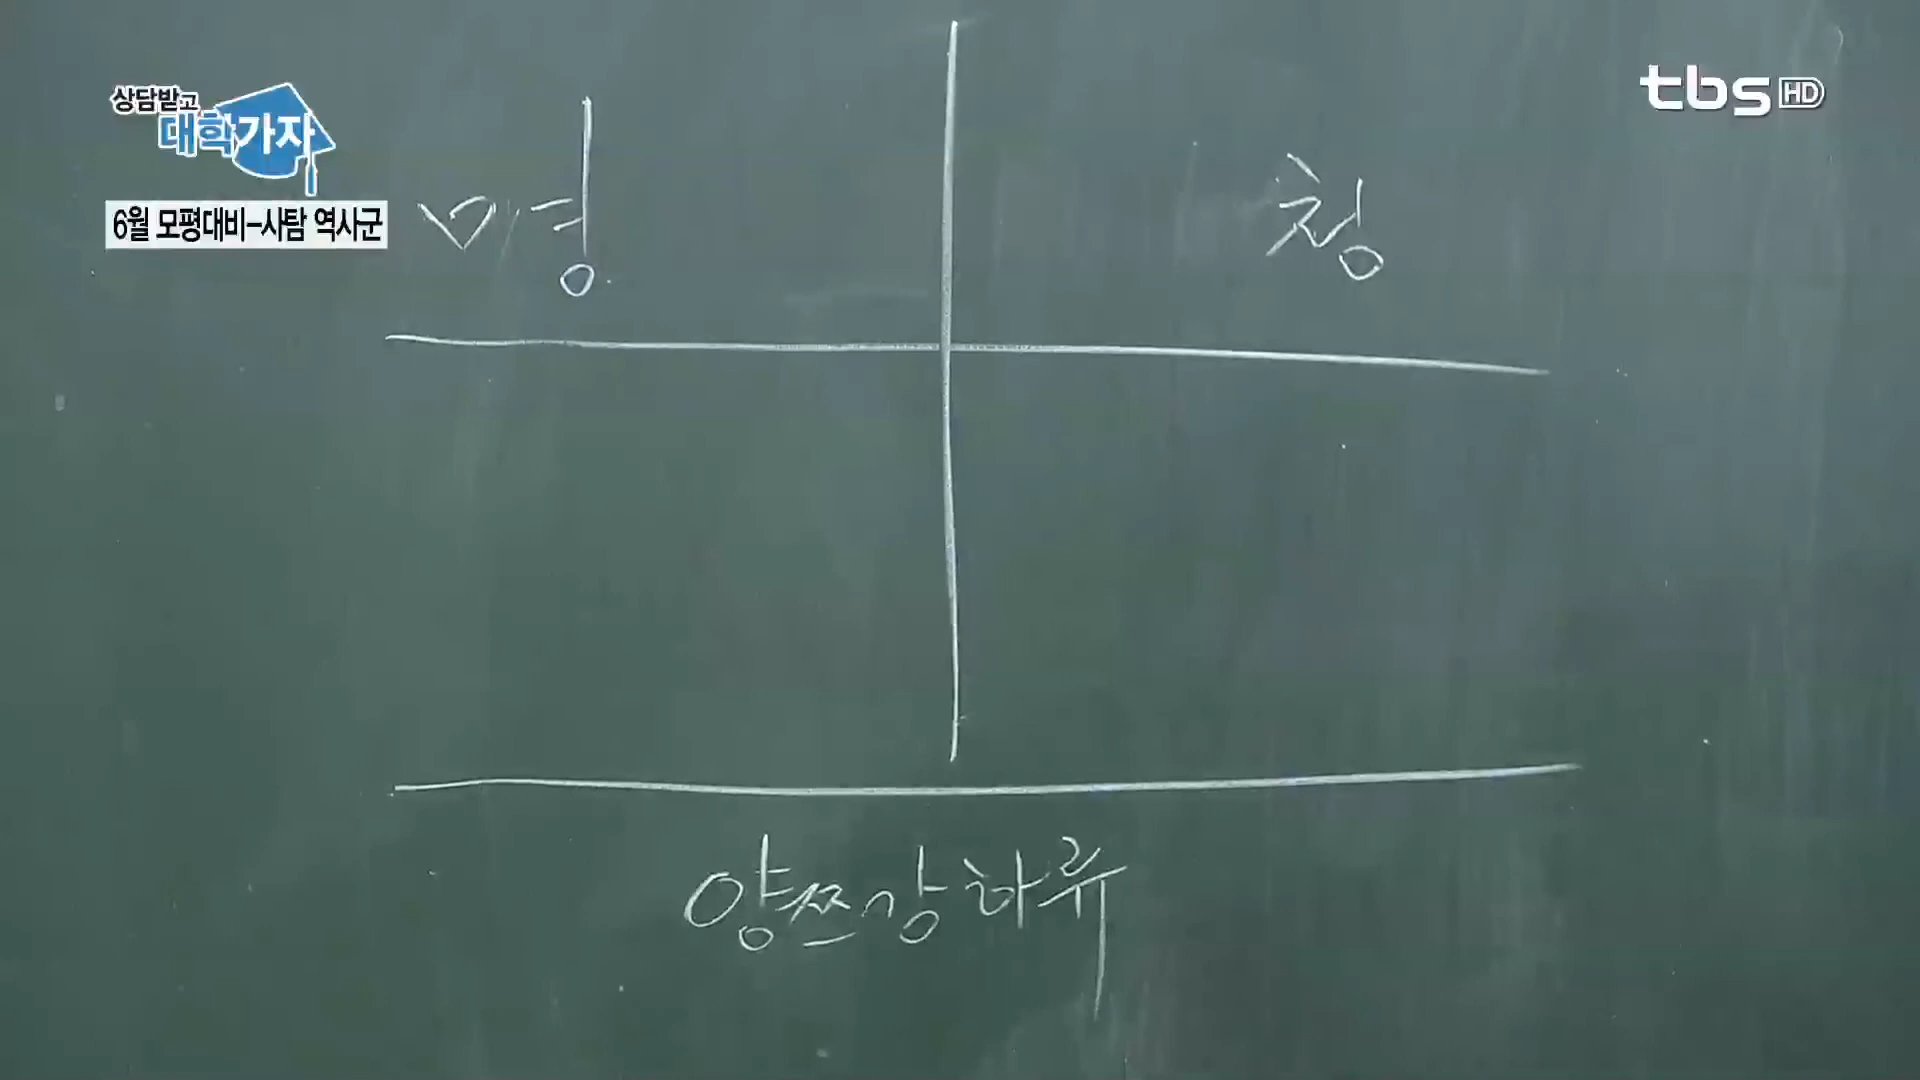 상담받고
대학가자
tbs HD
6월 모평대비-사탐 역사군
명
청
양쯔강 하류